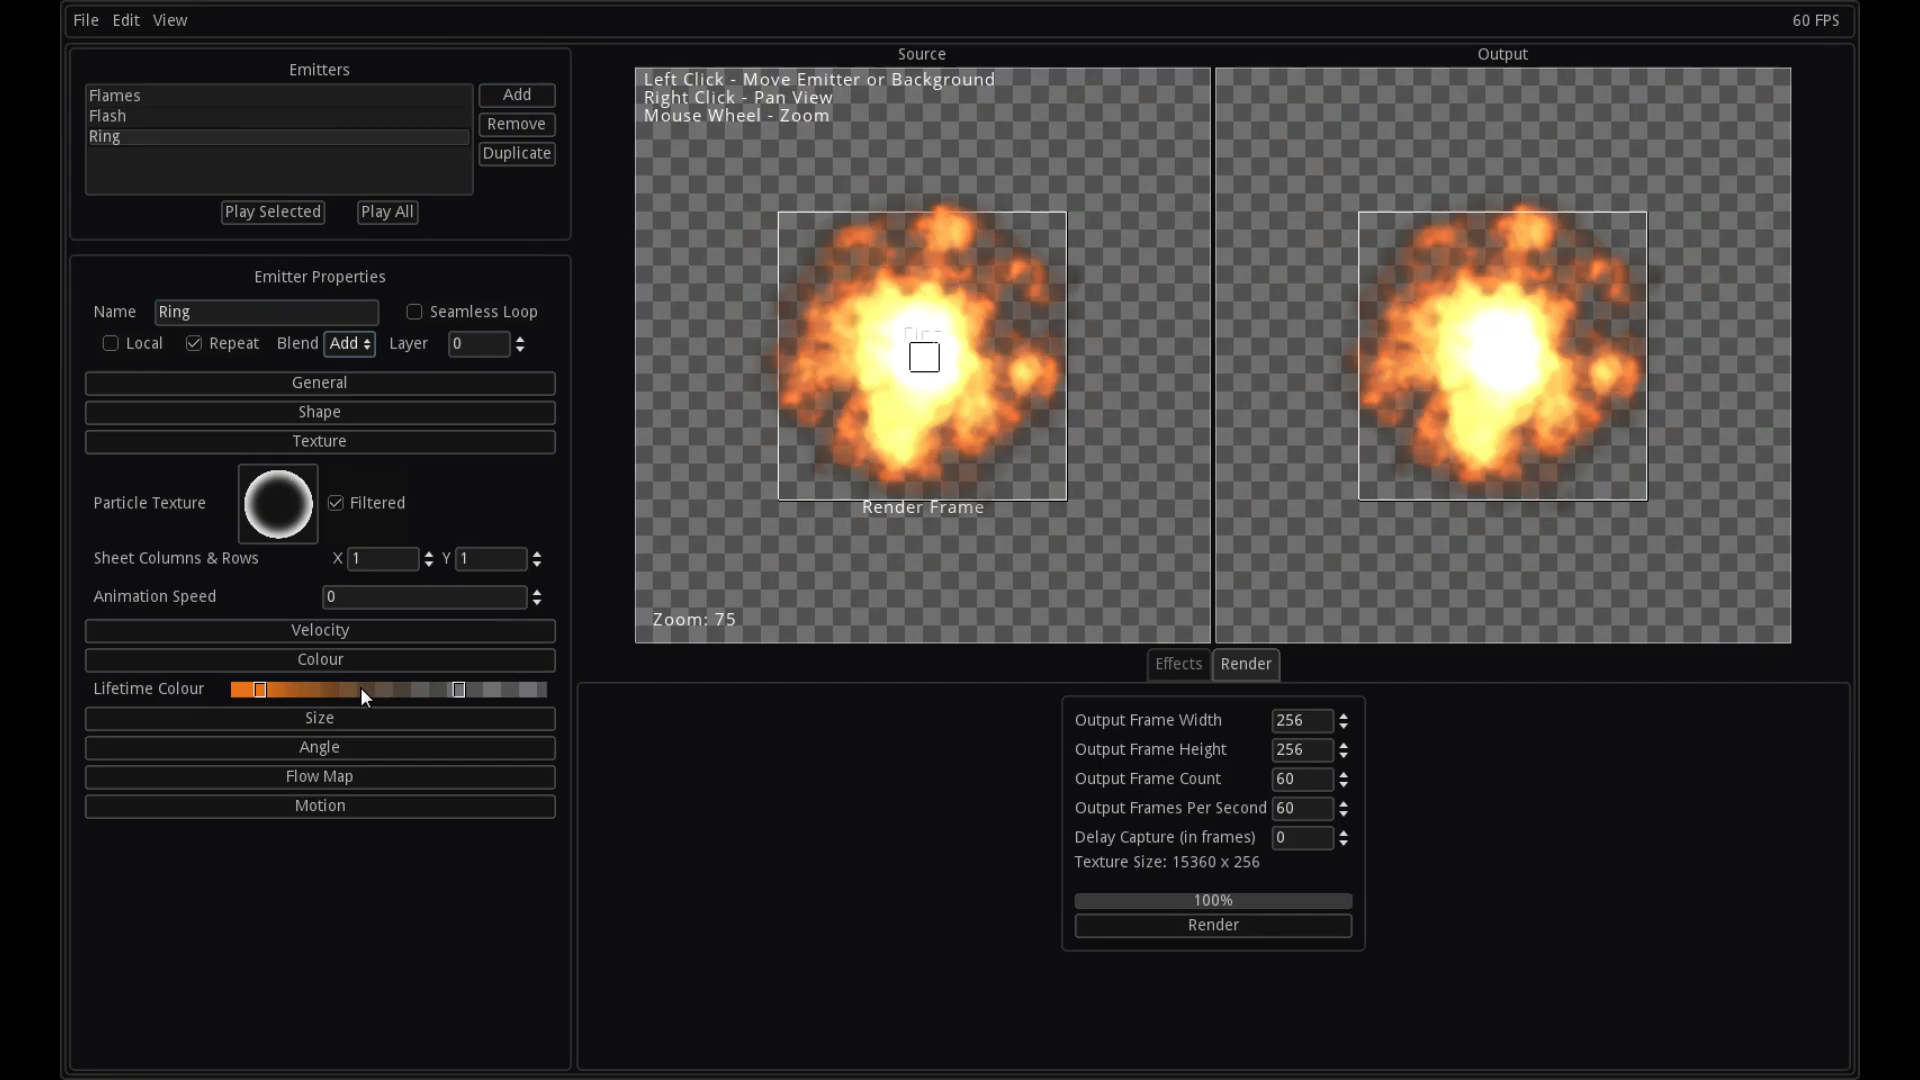 File Edit View 60 FPS
Emitters
Flames
Flash
Ring
Add
Remove
Duplicate
Play Selected Play All
Emitter Properties
Name Ring Seamless Loop
Local Repeat Blend Add Layer 0
General
Shape
Texture
Particle Texture Filtered
Sheet Columns & Rows X 1 Y 1
Animation Speed 0
Velocity
Colour
Lifetime Colour
Size
Angle
Flow Map
Motion
Source
Left Click - Move Emitter or Background
Right Click - Pan View
Mouse Wheel - Zoom
Render Frame
Zoom: 75
Output
Effects Render
Output Frame Width 256
Output Frame Height 256
Output Frame Count 60
Output Frames Per Second 60
Delay Capture (in frames) 0
Texture Size: 15360 x 256
100%
Render